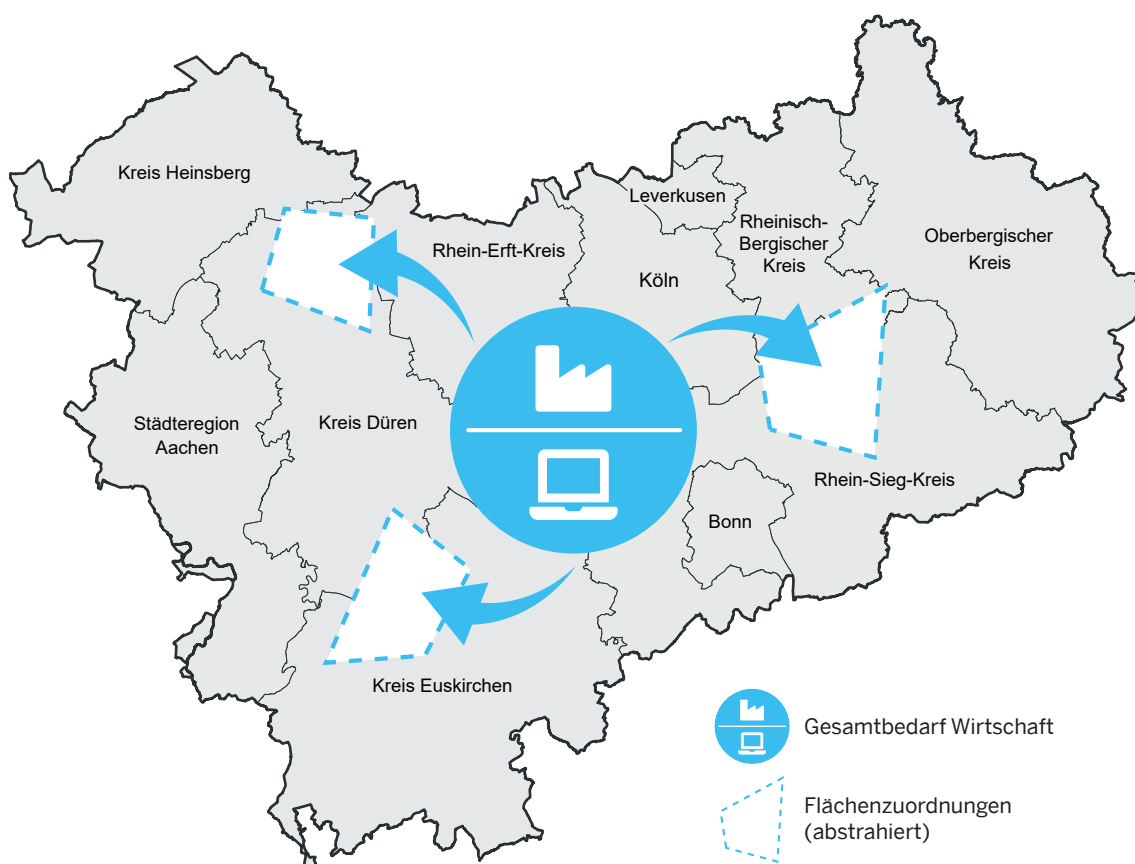 Kreis Heinsberg
Leverkusen
Rheinisch-
Bergischer
Kreis
Oberbergischer
Kreis
Rhein-Erft-Kreis
Köln
Städteregion
Aachen
Kreis Düren
Rhein-Sieg-Kreis
Bonn
Kreis Euskirchen
Gesamtbedarf Wirtschaft
Flächenzuordnungen
(abstrahiert)